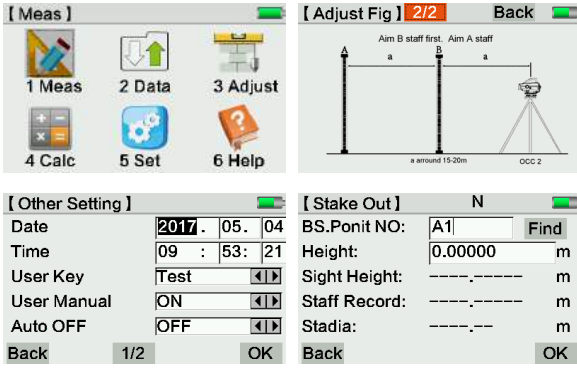 【 Meas 】
1 Meas 2 Data 3 Adjust
4 Calc 5 Set 6 Help
【 Adjust Fig 】 2/2 Back
Aim B staff first. Aim A staff
A B
a a
a arround 15-20m OCC 2
【 Other Setting 】
Date 2017. 05. 04
Time 09 : 53: 21
User Key Test
User Manual ON
Auto OFF OFF
Back 1/2 OK
【 Stake Out 】 N
BS.Ponit NO: A1 Find
Height: 0.00000 m
Sight Height: ----.----- m
Staff Record: ----.----- m
Stadia: ----.-- m
Back OK